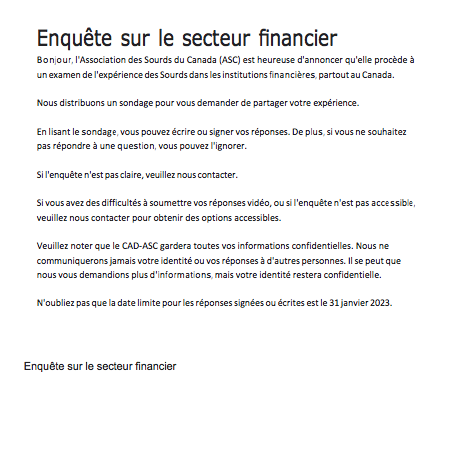 Enquête sur le secteur financier
Bonjour, l'Association des Sourds du Canada (ASC) est heureuse d'annoncer qu'elle procède à
un examen de l'expérience des Sourds dans les institutions financières, partout au Canada.
Nous distribuons un sondage pour vous demander de partager votre expérience.
En lisant le sondage, vous pouvez écrire ou signer vos réponses. De plus, si vous ne souhaitez
pas répondre à une question, vous pouvez l'ignorer.
Si l'enquête n'est pas claire, veuillez nous contacter.
Si vous avez des difficultés à soumettre vos réponses vidéo, ou si l'enquête n'est pas accessible,
veuillez nous contacter pour obtenir des options accessibles.
Veuillez noter que le CAD-ASC gardera toutes vos informations confidentielles. Nous ne
communiquerons jamais votre identité ou vos réponses à d'autres personnes. Il se peut que
nous vous demandions plus d'informations, mais votre identité restera confidentielle.
N'oubliez pas que la date limite pour les réponses signées ou écrites est le 31 janvier 2023.
Enquête sur le secteur financier